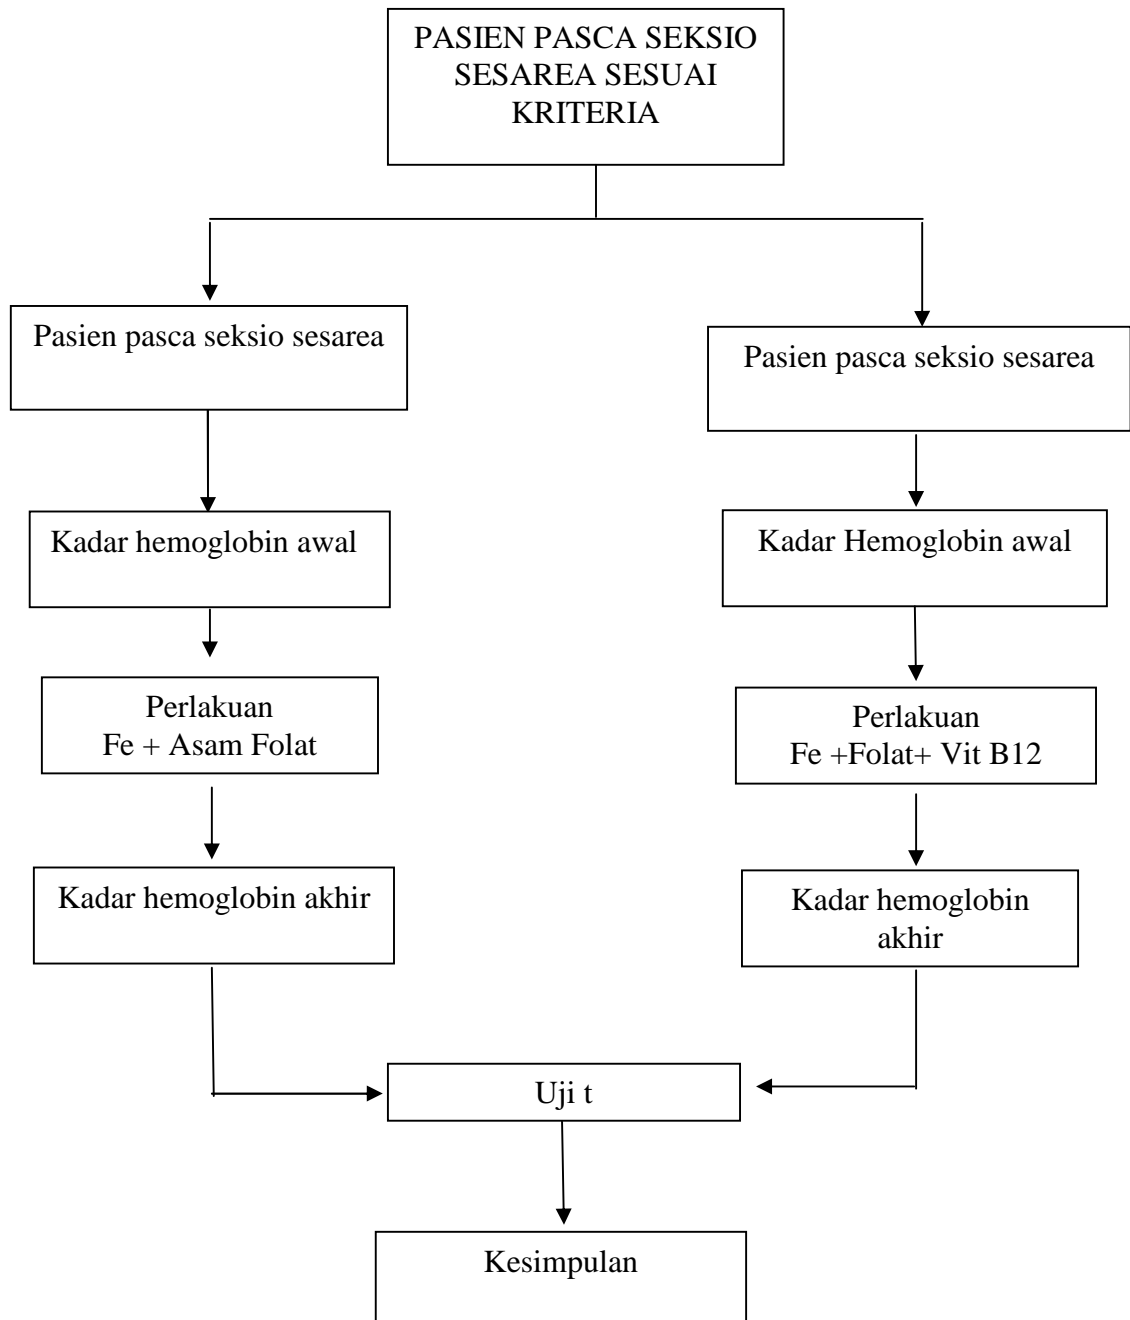 PASIEN PASCA SEKSIO
SESAREA SESUAI
KRITERIA
Pasien pasca seksio sesarea
Pasien pasca seksio sesarea
Kadar hemoglobin awal
Kadar Hemoglobin awal
Perlakuan
Fe + Asam Folat
Perlakuan
Fe +Folat+ Vit B12
Kadar hemoglobin akhir
Kadar hemoglobin
akhir
Uji t
Kesimpulan